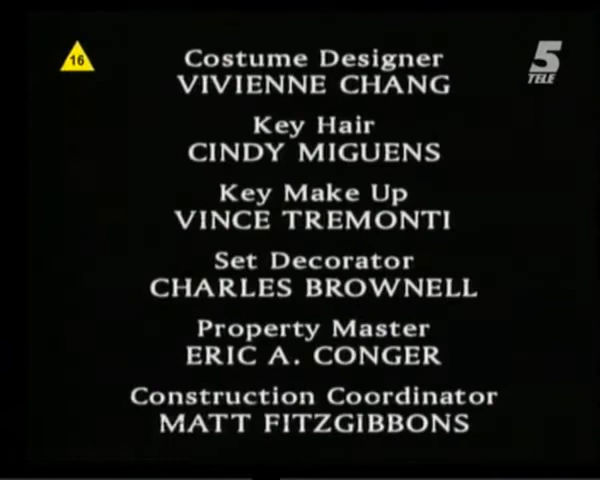 16
5
TELE
Costume Designer
VIVIENNE CHANG
Key Hair
CINDY MIGUENS
Key Make Up
VINCE TREMONTI
Set Decorator
CHARLES BROWNELL
Property Master
ERIC A. CONGER
Construction Coordinator
MATT FITZGIBBONS